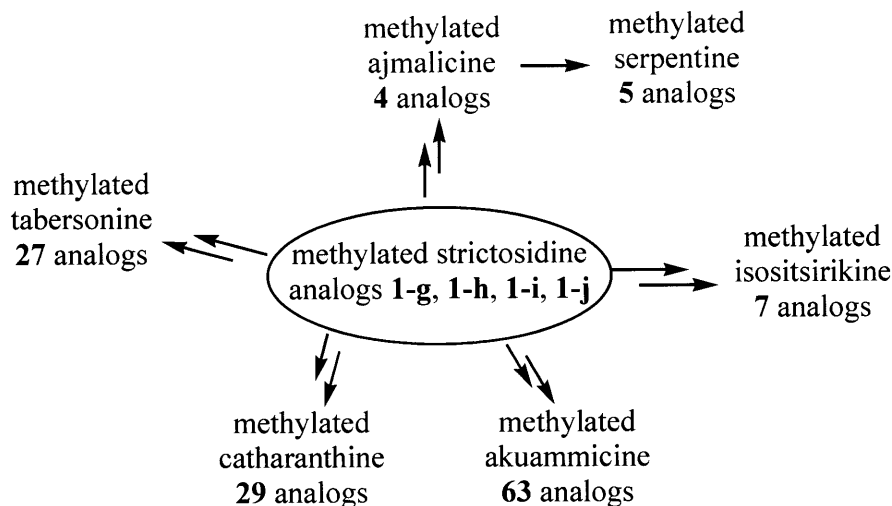 methylated
ajmalicine
4 analogs
methylated
serpentine
5 analogs
methylated
tabersonine
27 analogs
methylated strictosidine
analogs 1-g, 1-h, 1-i, 1-j
methylated
isositsirikine
7 analogs
methylated
catharanthine
29 analogs
methylated
akuammicine
63 analogs